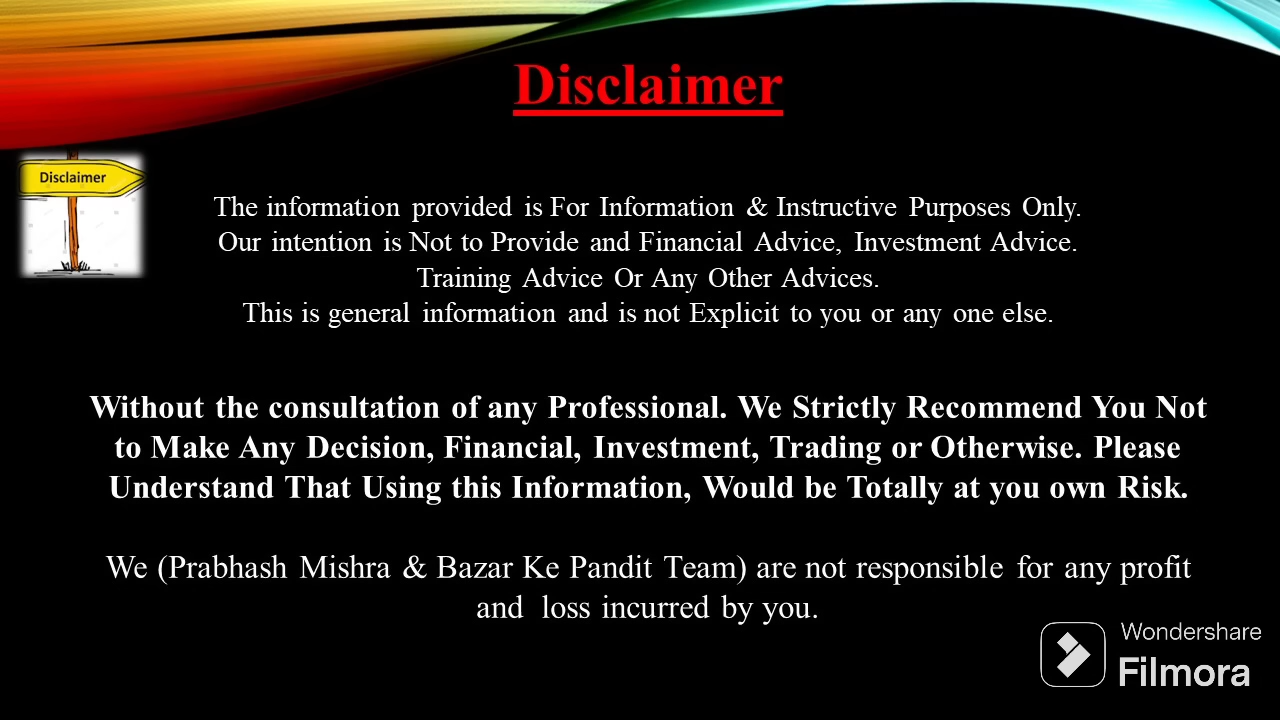 Disclaimer
Disclaimer
The information provided is For Information & Instructive Purposes Only.
Our intention is Not to Provide and Financial Advice, Investment Advice.
Training Advice Or Any Other Advices.
This is general information and is not Explicit to you or any one else.
Without the consultation of any Professional. We Strictly Recommend You Not
to Make Any Decision, Financial, Investment, Trading or Otherwise. Please
Understand That Using this Information, Would be Totally at you own Risk.
We (Prabhash Mishra & Bazar Ke Pandit Team) are not responsible for any profit
and loss incurred by you.
Wondershare
Filmora